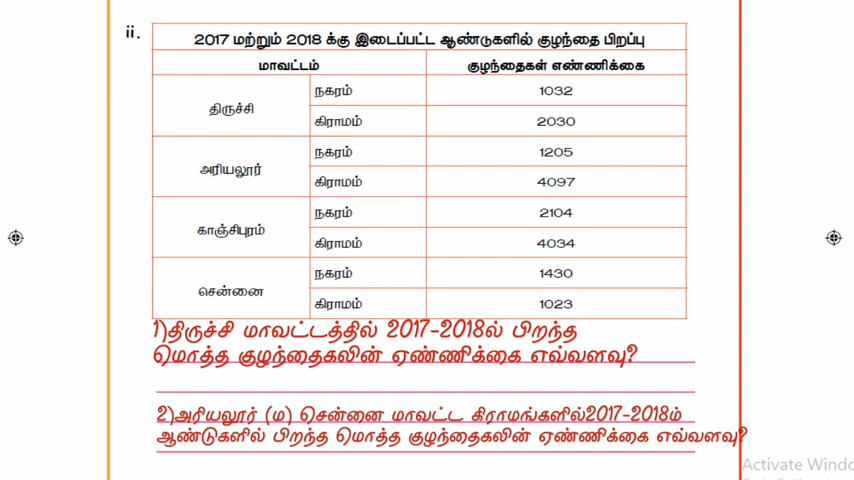 ii.
2017 மற்றும் 2018 க்கு இடைப்பட்ட ஆண்டுகளில் குழந்தை பிறப்பு
மாவட்டம் குழந்தைகள் எண்ணிக்கை
திருச்சி நகரம் 1032
கிராமம் 2030
அரியலூர் நகரம் 1205
கிராமம் 4097
காஞ்சிபுரம் நகரம் 2104
கிராமம் 4034
சென்னை நகரம் 1430
கிராமம் 1023
1)திருச்சி மாவட்டத்தில் 2017-2018ல் பிறந்த
மொத்த குழந்தைகலின் ஏண்ணிக்கை எவ்வளவு?
2)அரியலூர் (ம) சென்னை மாவட்ட கிராமங்களில்2017-2018ம்
ஆண்டுகளில் பிறந்த மொத்த குழந்தைகலின் ஏண்ணிக்கை எவ்வளவு?
Activate Windo